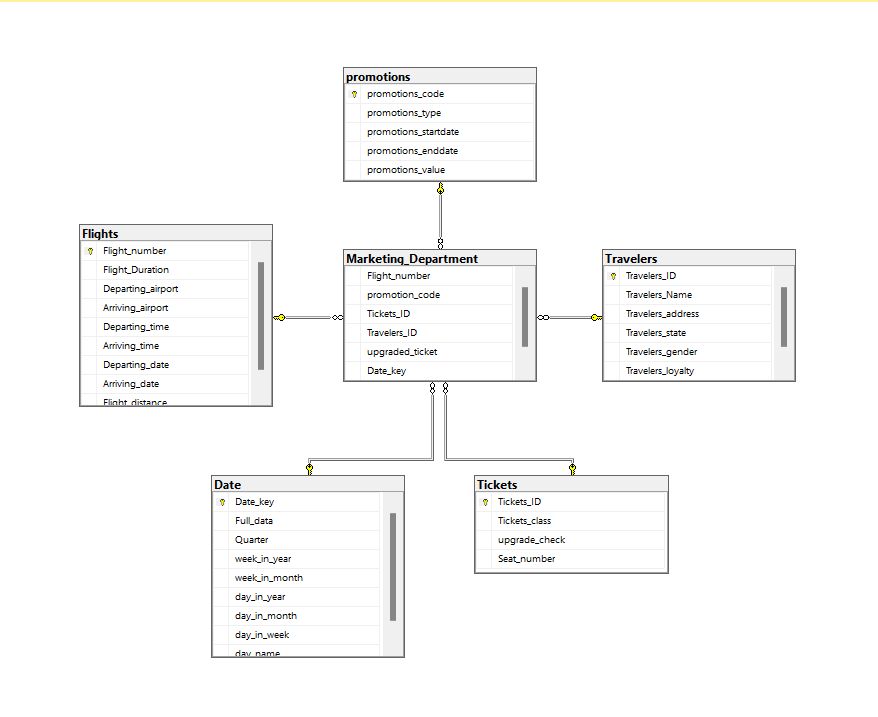 promotions
promotions_code
promotions_type
promotions_startdate
promotions_enddate
promotions_value
Flights
Flight_number
Flight_Duration
Departing_airport
Arriving_airport
Departing_time
Arriving_time
Departing_date
Arriving_date
Flight_distance
Marketing_Department
Flight_number
promotion_code
Tickets_ID
Travelers_ID
upgraded_ticket
Date_key
Travelers
Travelers_ID
Travelers_Name
Travelers_address
Travelers_state
Travelers_gender
Travelers_loyalty
Date
Date_key
Full_data
Quarter
week_in_year
week_in_month
day_in_year
day_in_month
day_in_week
day_name
Tickets
Tickets_ID
Tickets_class
upgrade_check
Seat_number